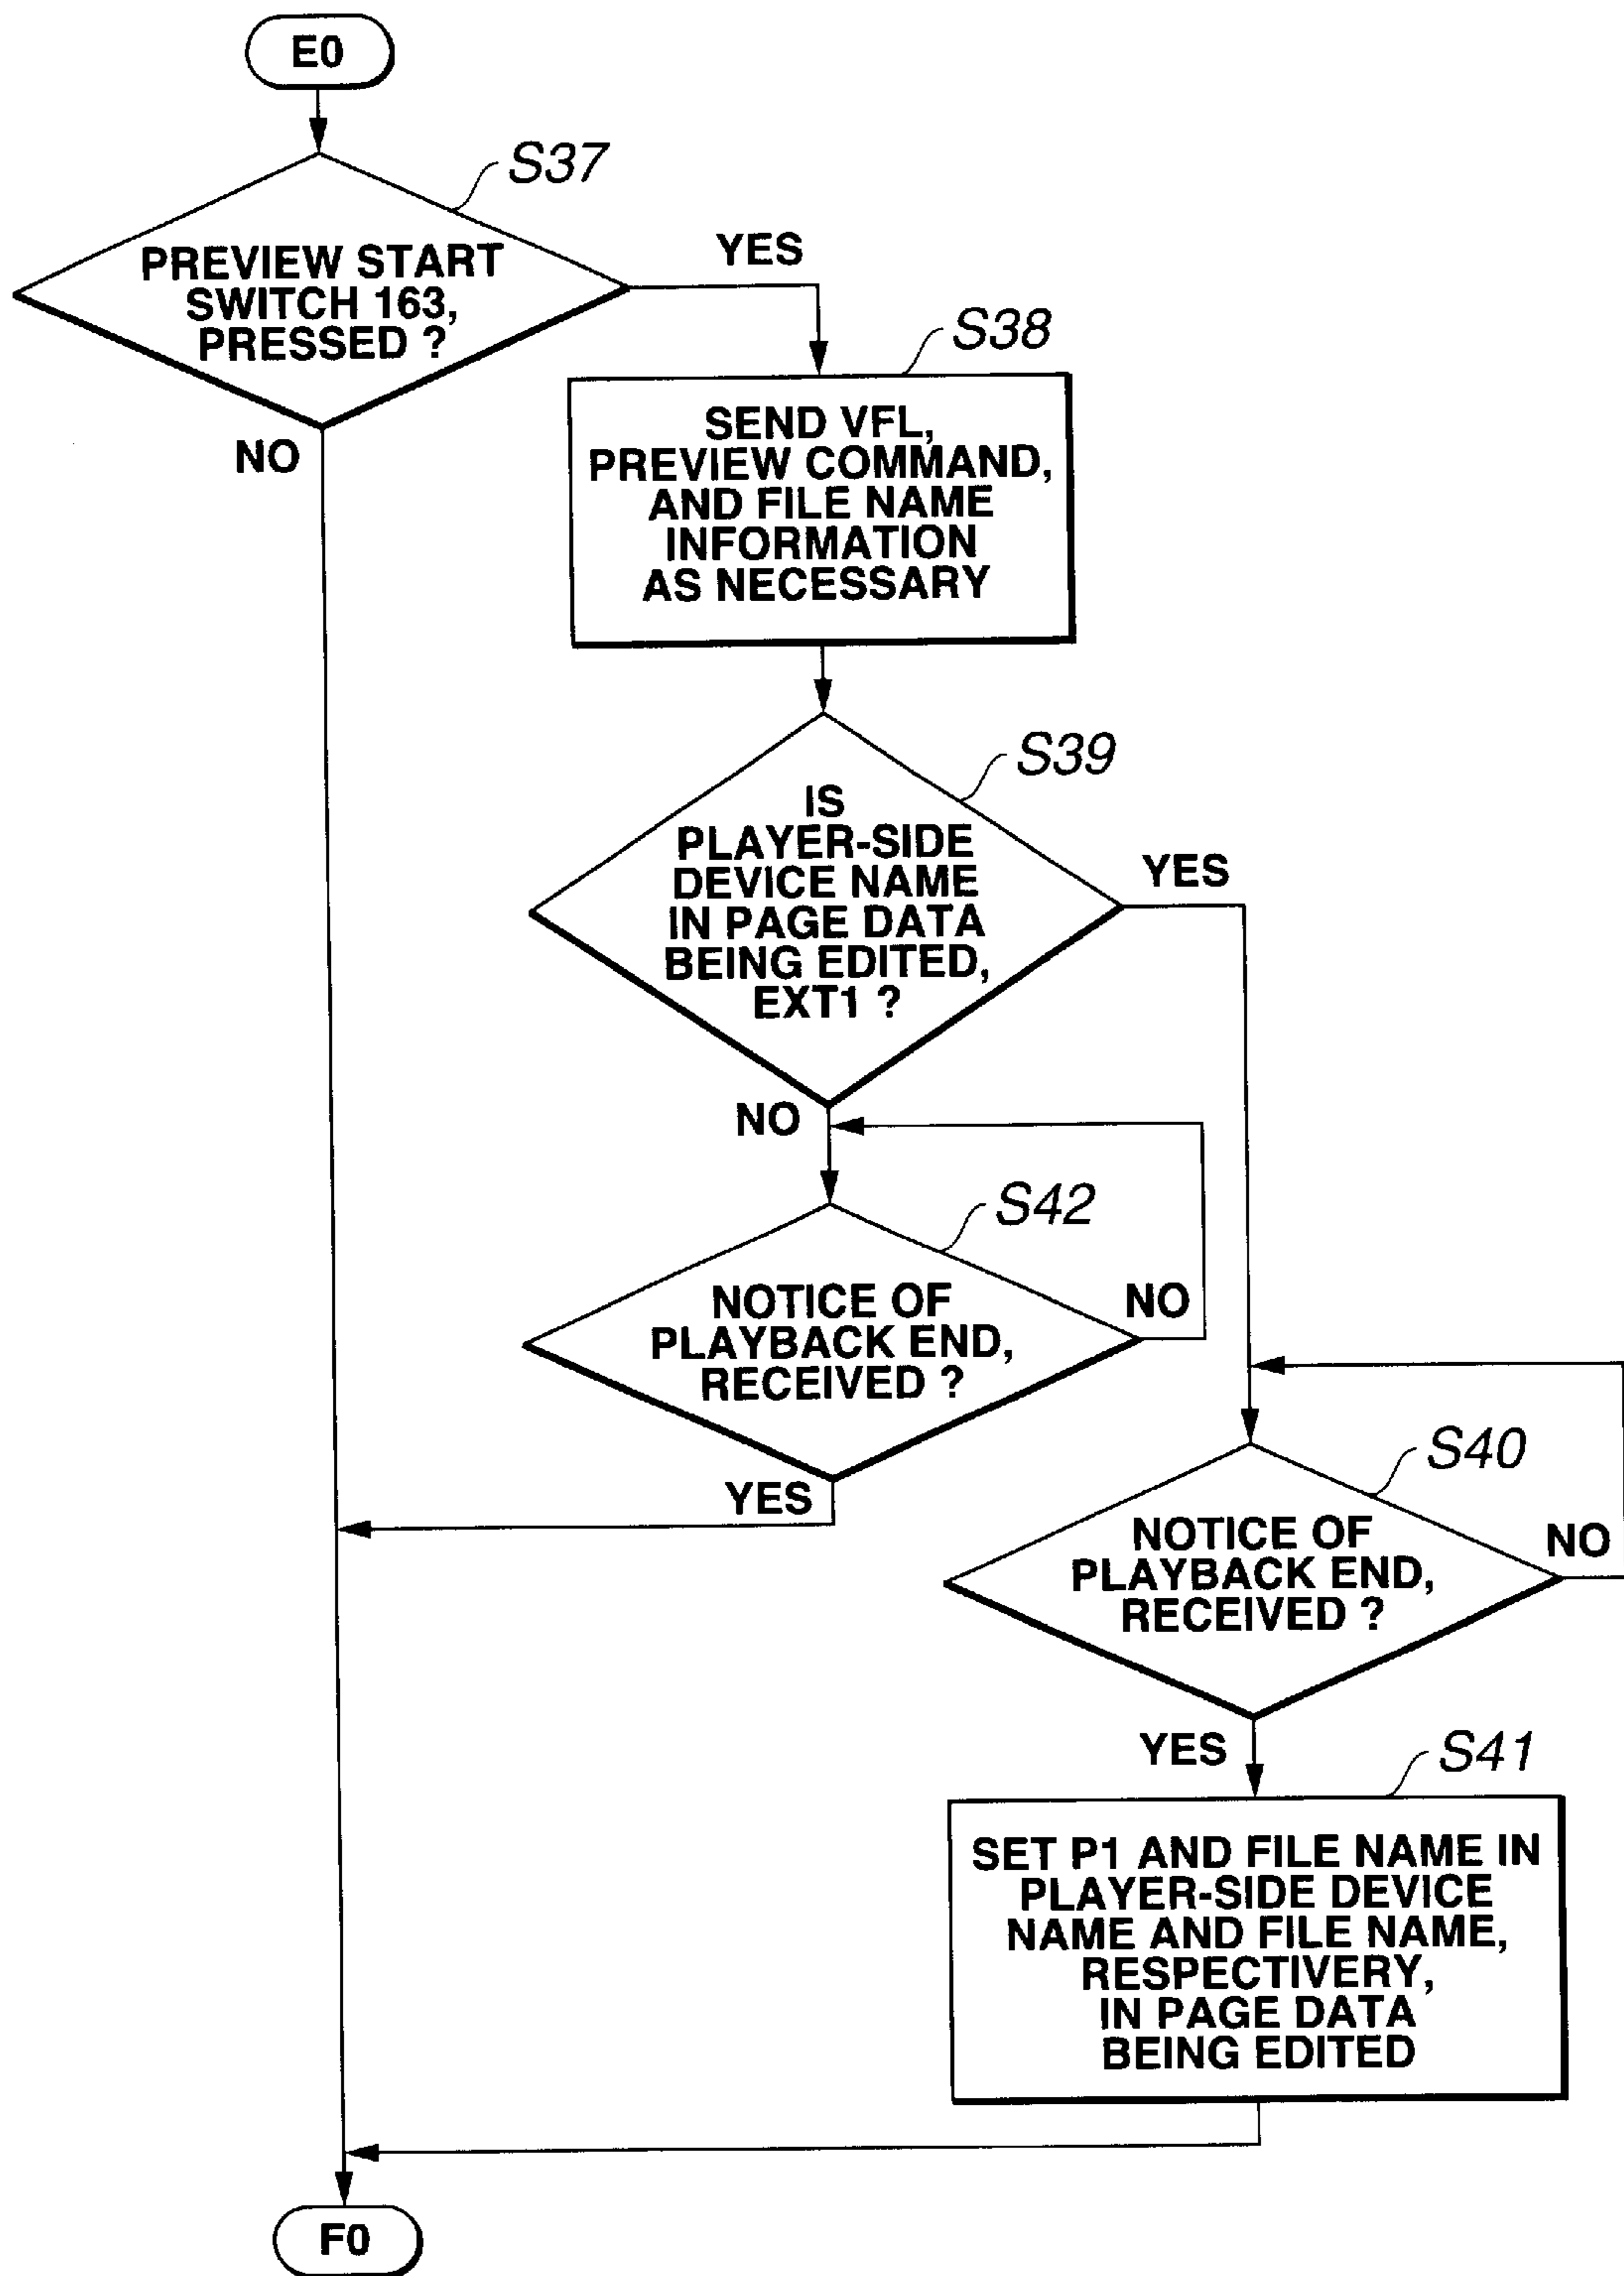 E0
S37
PREVIEW START
SWITCH 163,
PRESSED ?
YES
NO
S38
SEND VFL,
PREVIEW COMMAND,
AND FILE NAME
INFORMATION
AS NECESSARY
S39
IS
PLAYER-SIDE
DEVICE NAME
IN PAGE DATA
BEING EDITED,
EXT1 ?
YES
NO
S42
NOTICE OF
PLAYBACK END,
RECEIVED ?
NO
YES
S40
NOTICE OF
PLAYBACK END,
RECEIVED ?
NO
YES
S41
SET P1 AND FILE NAME IN
PLAYER-SIDE DEVICE
NAME AND FILE NAME,
RESPECTIVERY,
IN PAGE DATA
BEING EDITED
F0